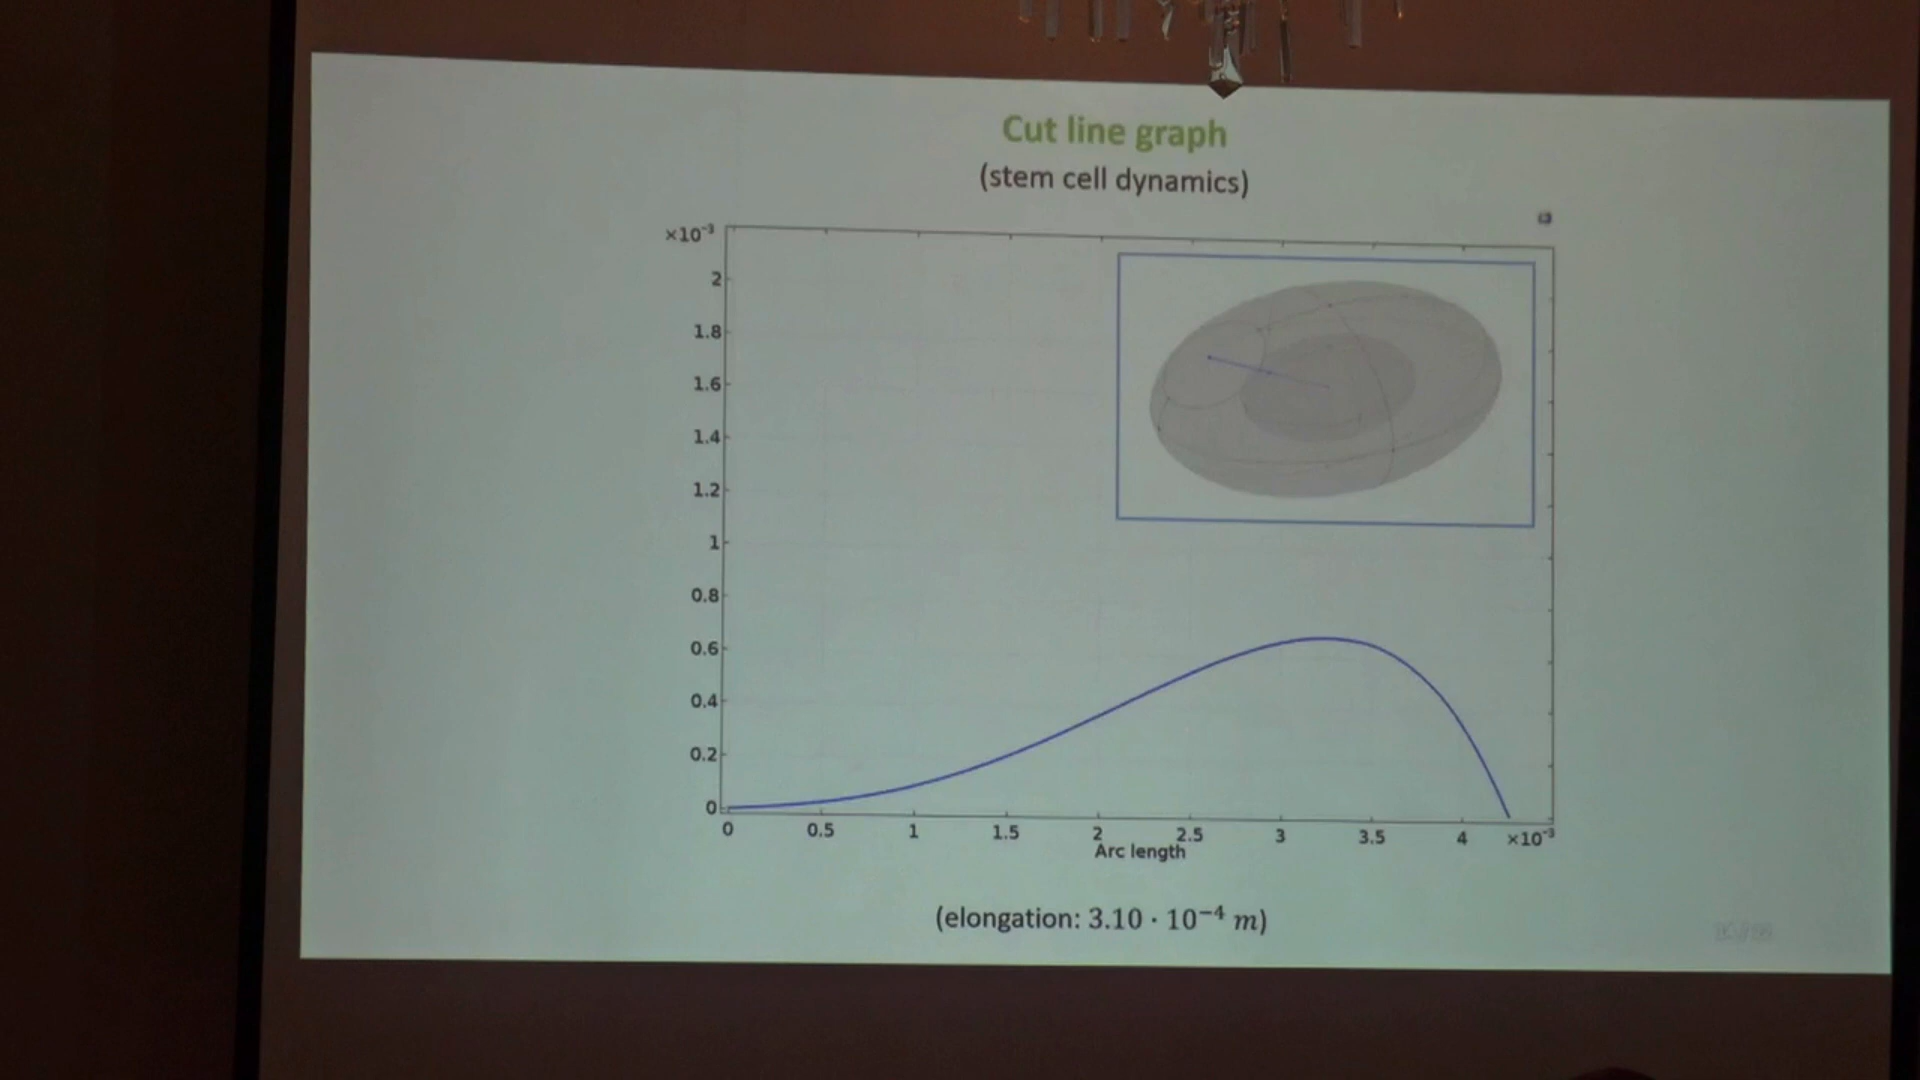 Cut line graph
(stem cell dynamics)
×10⁻³
2
1.8
1.6
1.4
1.2
1
0.8
0.6
0.4
0.2
0
0 0.5 1 1.5 2 2.5 3 3.5 4 ×10⁻³
Arc length
(elongation: 3.10 · 10⁻⁴ m)